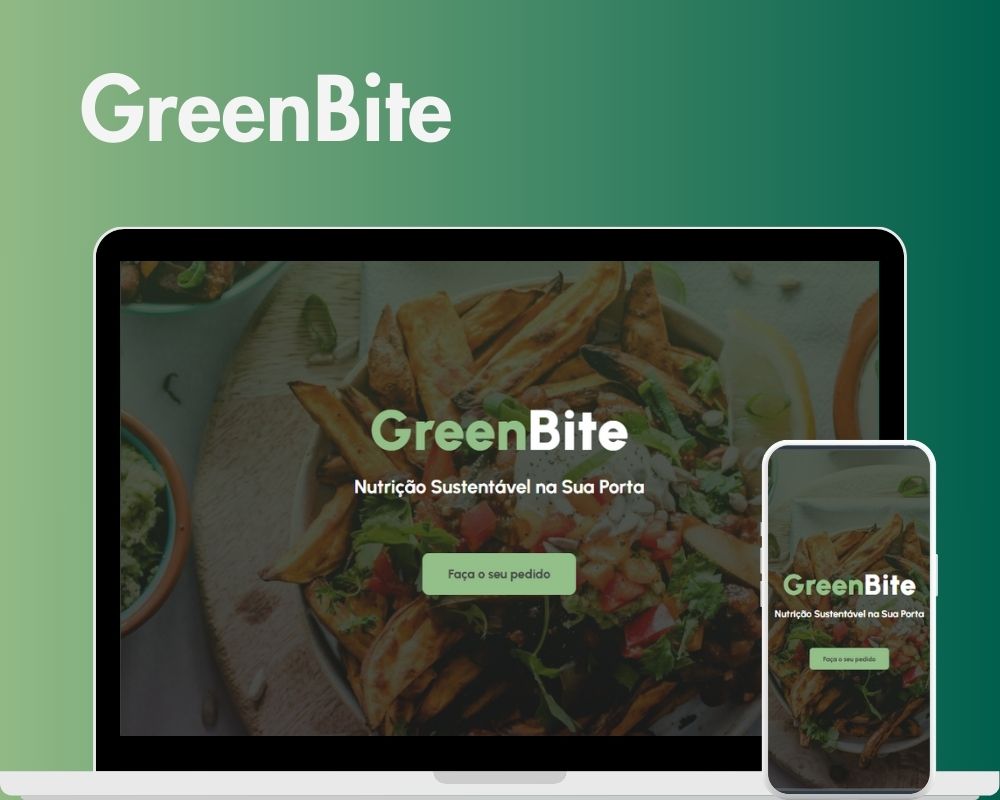 GreenBite
GreenBite
Nutrição Sustentável na Sua Porta
Faça o seu pedido
GreenBite
Nutrição Sustentável na Sua Porta
Faça o seu pedido